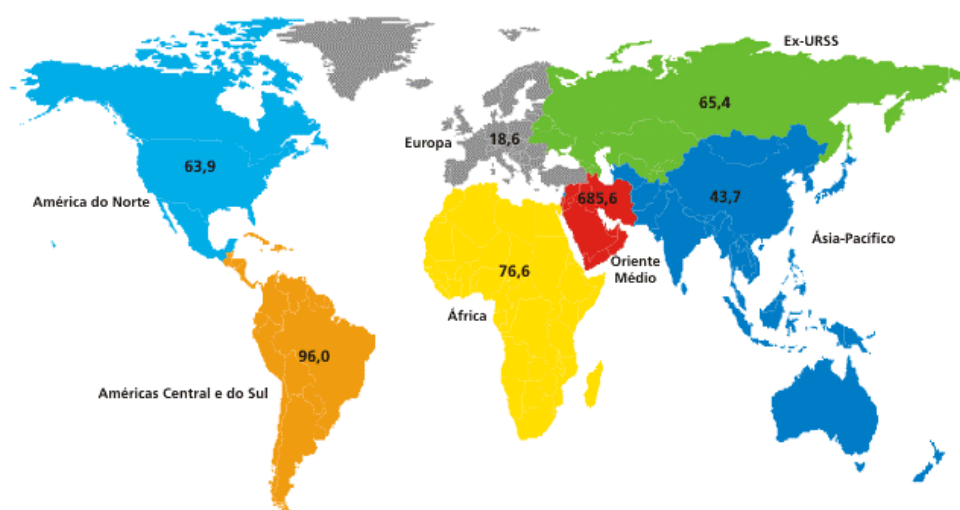 Ex-URSS
65,4
Europa
18,6
63,9
América do Norte
685,6
43,7
Ásia-Pacífico
Oriente
Médio
76,6
África
96,0
Américas Central e do Sul